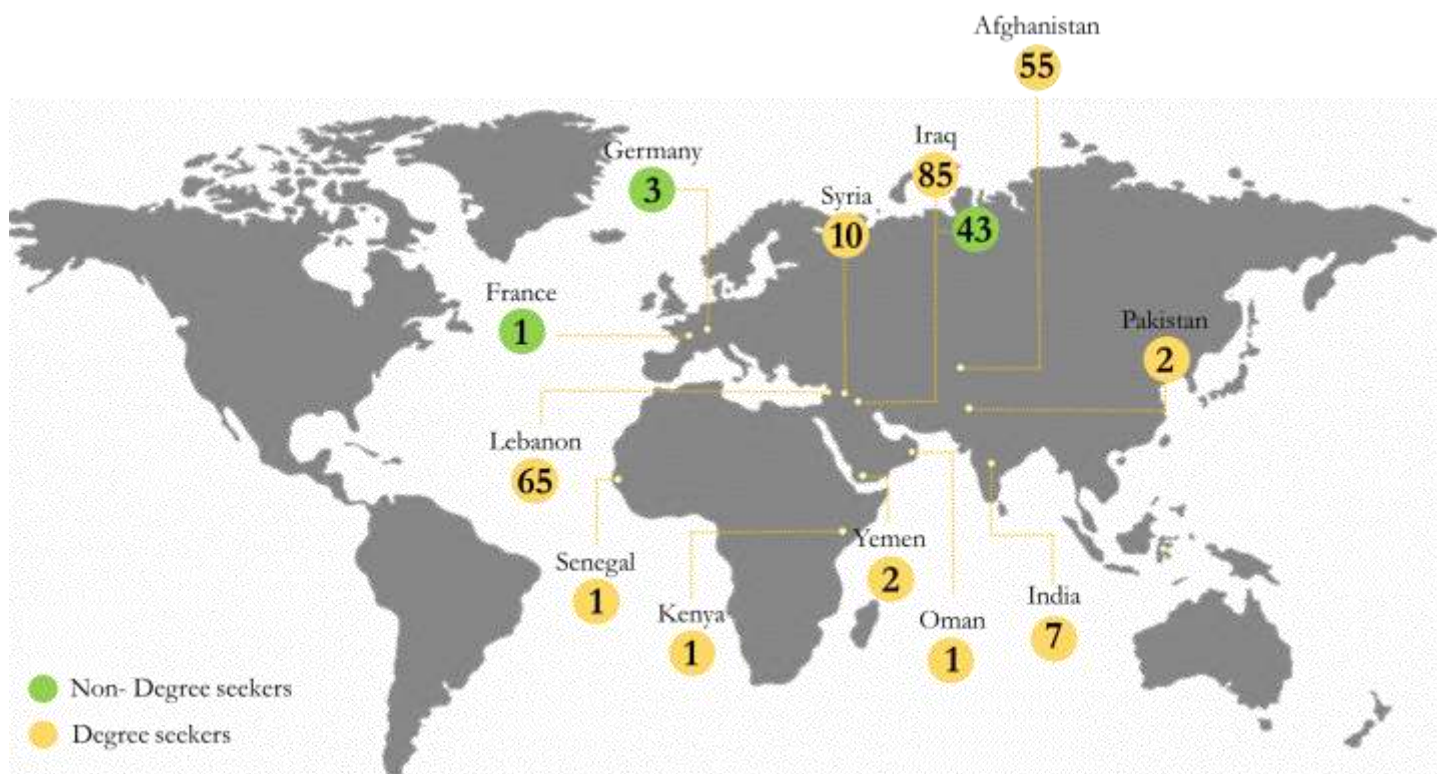 Afghanistan
55
Iraq
85
43
Germany
3
Syria
10
France
1
Pakistan
2
Lebanon
65
Senegal
1
Kenya
1
Yemen
2
Oman
1
India
7
Non- Degree seekers
Degree seekers